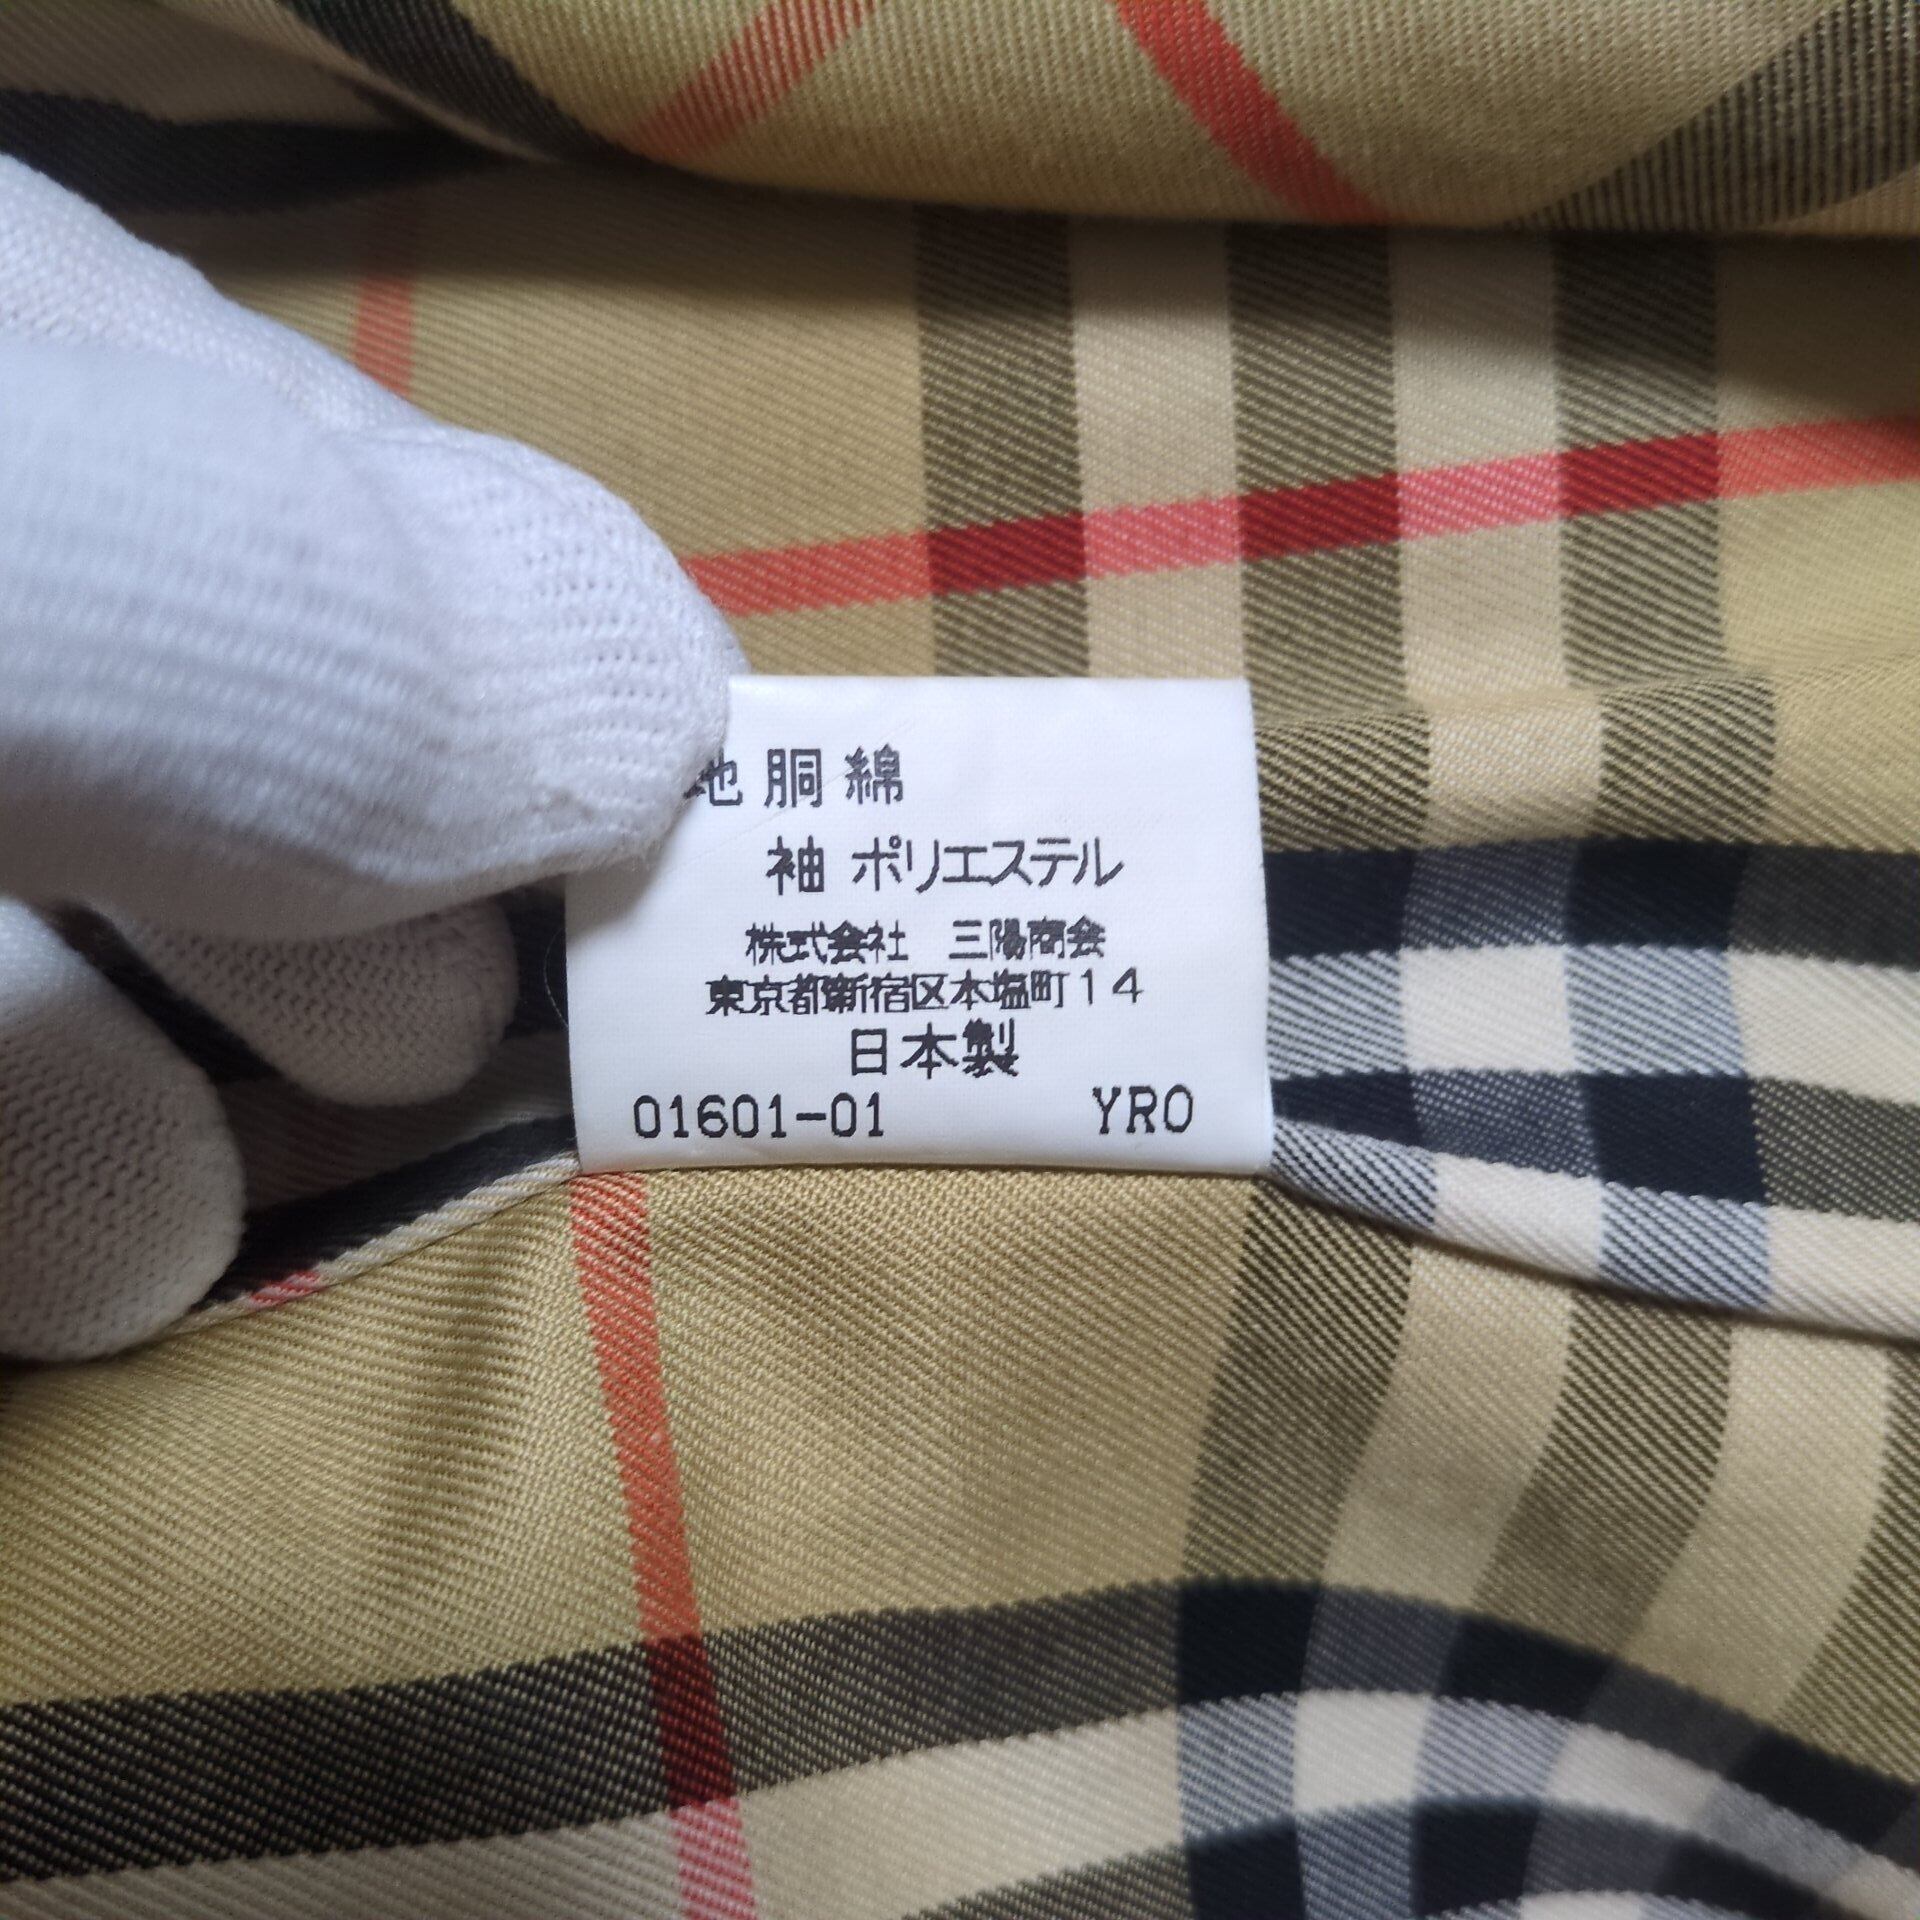 地 胴 綿
袖 ポリエステル
株式会社 三陽商会
東京都新宿区本塩町14
日本製
01601-01 YRO